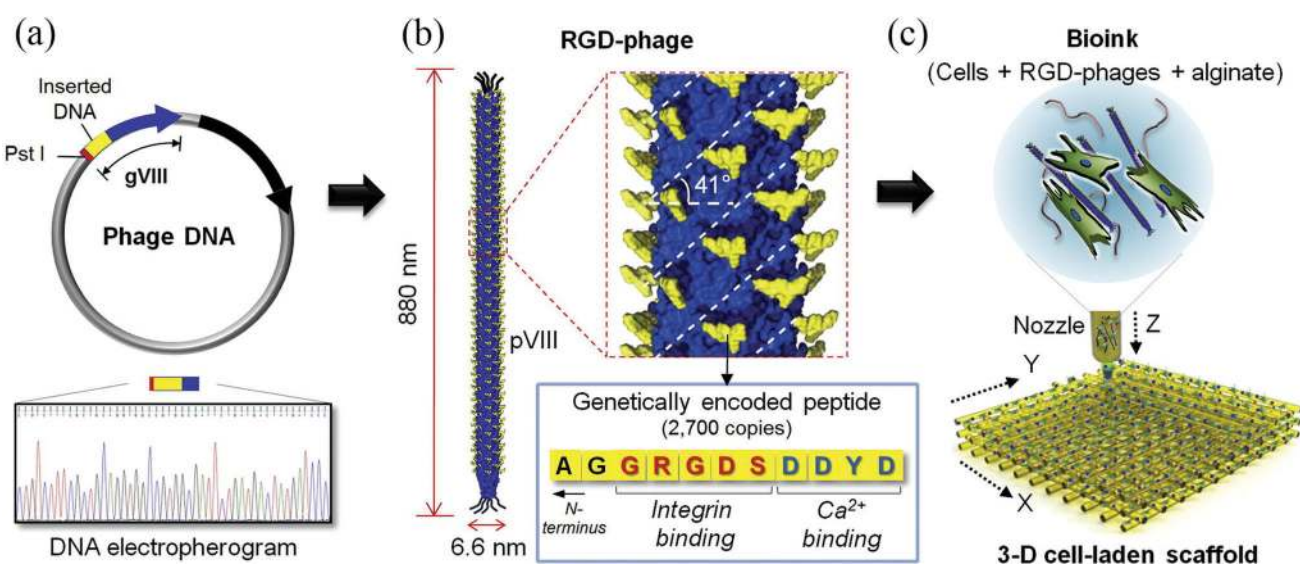 (a)
Inserted
DNA
Pst I
gVIII
Phage DNA
DNA electropherogram
(b)
RGD-phage
880 nm
6.6 nm
pVIII
41°
Genetically encoded peptide
(2,700 copies)
A G G R G D S D D Y D
N-
terminus
Integrin
binding
Ca²⁺
binding
(c)
Bioink
(Cells + RGD-phages + alginate)
Nozzle
Z
Y
X
3-D cell-laden scaffold